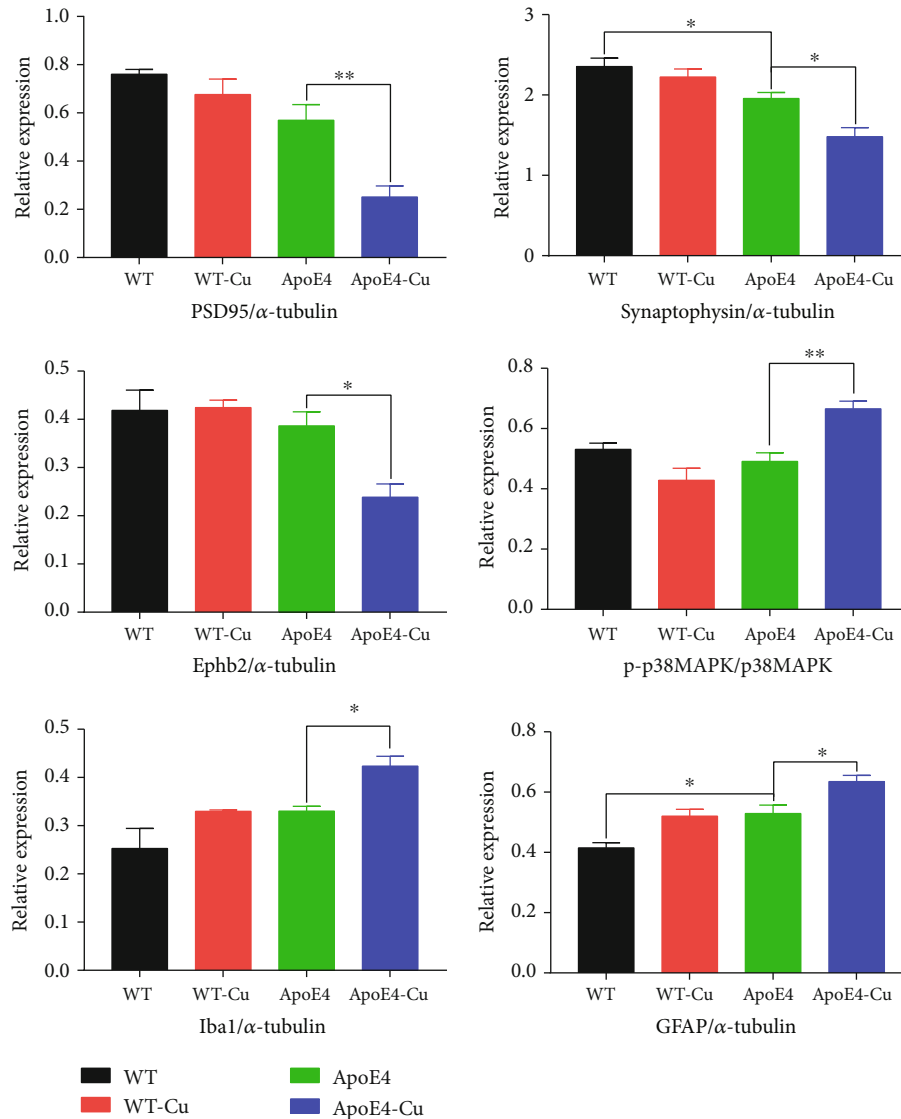 1.0
0.8
0.6
0.4
0.2
0.0
Relative expression
**
WT
WT-Cu
ApoE4
ApoE4-Cu
PSD95/α-tubulin
3
2
1
0
Relative expression
*
*
WT
WT-Cu
ApoE4
ApoE4-Cu
Synaptophysin/α-tubulin
0.5
0.4
0.3
0.2
0.1
0.0
Relative expression
*
WT
WT-Cu
ApoE4
ApoE4-Cu
Ephb2/α-tubulin
0.8
0.6
0.4
0.2
0.0
Relative expression
**
WT
WT-Cu
ApoE4
ApoE4-Cu
p-p38MAPK/p38MAPK
0.5
0.4
0.3
0.2
0.1
0.0
Relative expression
*
WT
WT-Cu
ApoE4
ApoE4-Cu
Iba1/α-tubulin
0.8
0.6
0.4
0.2
0.0
Relative expression
*
*
WT
WT-Cu
ApoE4
ApoE4-Cu
GFAP/α-tubulin
WT
WT-Cu
ApoE4
ApoE4-Cu